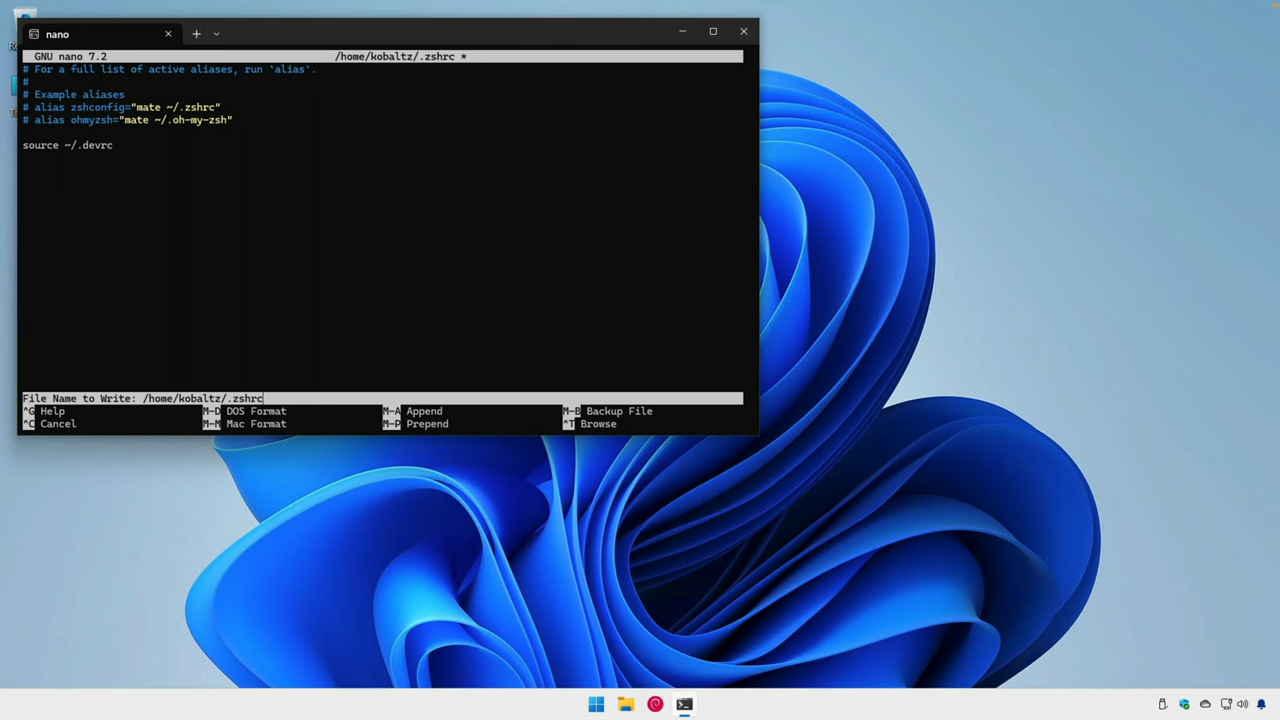 nano
GNU nano 7.2 /home/kobaltz/.zshrc *
# For a full list of active aliases, run `alias`.
#
# Example aliases
# alias zshconfig="mate ~/.zshrc"
# alias ohmyzsh="mate ~/.oh-my-zsh"
source ~/.devrc
File Name to Write: /home/kobaltz/.zshrc
^G Help M-D DOS Format M-A Append M-B Backup File
^C Cancel M-M Mac Format M-P Prepend ^T Browse